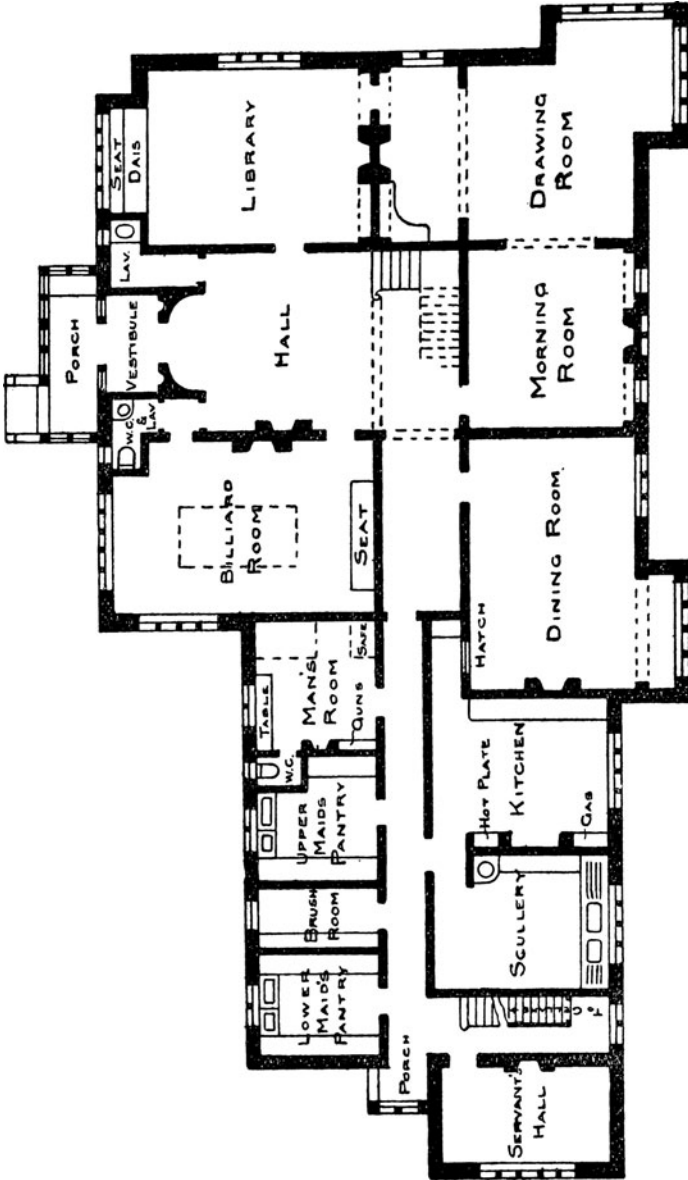 SEAT
DAIS
LIBRARY
DRAWING
ROOM
LAV.
PORCH
VESTIBULE
HALL
MORNING
ROOM
W.C.
&
LAV
BILLIARD
ROOM
SEAT
DINING ROOM.
HATCH
TABLE
MAN'S
ROOM
SAFE
GUNS
W.C.
UPPER
MAIDS
PANTRY
HOT PLATE
KITCHEN
GAS
BRUSH
ROOM
SCULLERY
LOWER
MAID'S
PANTRY
PORCH
SERVANT'S
HALL